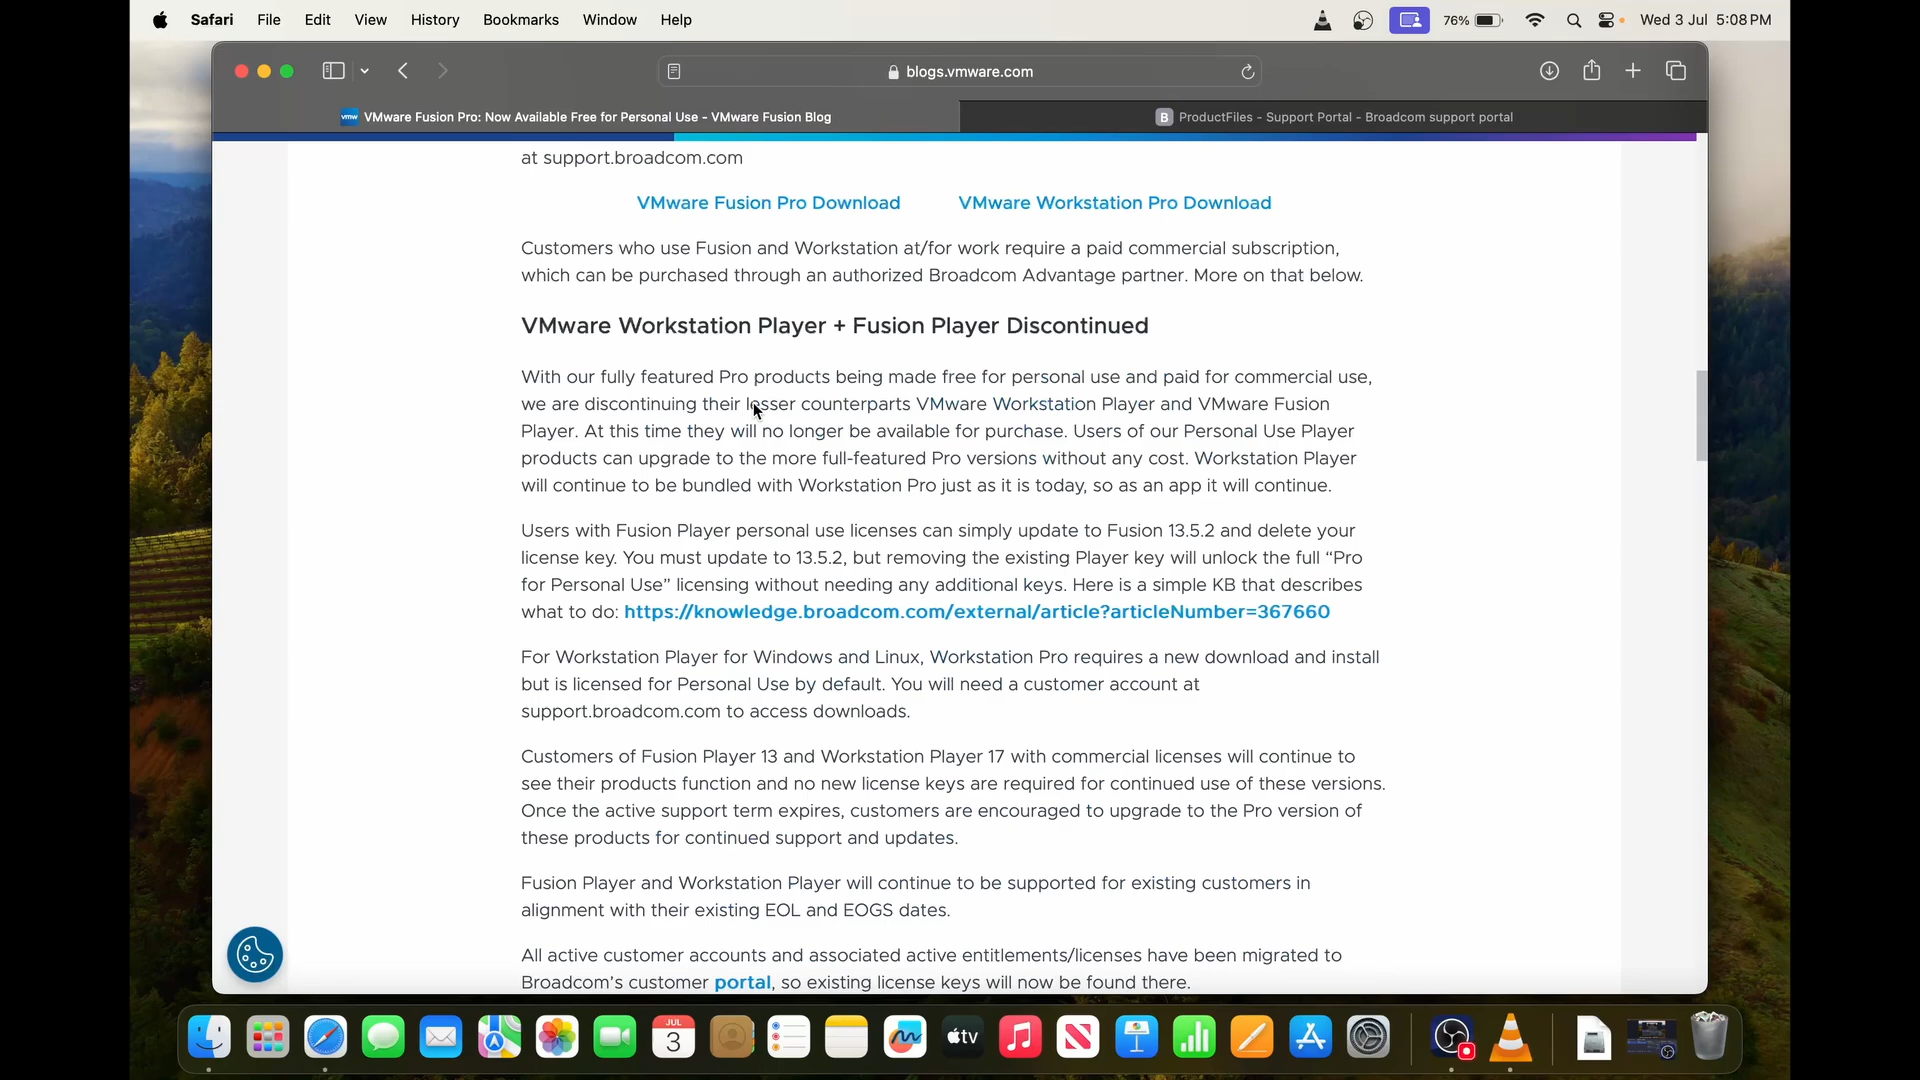 Safari File Edit View History Bookmarks Window Help 76% Wed 3 Jul 5:08 PM
blogs.vmware.com
vmw VMware Fusion Pro: Now Available Free for Personal Use - VMware Fusion Blog
B ProductFiles - Support Portal - Broadcom support portal
at support.broadcom.com
VMware Fusion Pro Download VMware Workstation Pro Download
Customers who use Fusion and Workstation at/for work require a paid commercial subscription,
which can be purchased through an authorized Broadcom Advantage partner. More on that below.
VMware Workstation Player + Fusion Player Discontinued
With our fully featured Pro products being made free for personal use and paid for commercial use,
we are discontinuing their lesser counterparts VMware Workstation Player and VMware Fusion
Player. At this time they will no longer be available for purchase. Users of our Personal Use Player
products can upgrade to the more full-featured Pro versions without any cost. Workstation Player
will continue to be bundled with Workstation Pro just as it is today, so as an app it will continue.
Users with Fusion Player personal use licenses can simply update to Fusion 13.5.2 and delete your
license key. You must update to 13.5.2, but removing the existing Player key will unlock the full “Pro
for Personal Use” licensing without needing any additional keys. Here is a simple KB that describes
what to do: https://knowledge.broadcom.com/external/article?articleNumber=367660
For Workstation Player for Windows and Linux, Workstation Pro requires a new download and install
but is licensed for Personal Use by default. You will need a customer account at
support.broadcom.com to access downloads.
Customers of Fusion Player 13 and Workstation Player 17 with commercial licenses will continue to
see their products function and no new license keys are required for continued use of these versions.
Once the active support term expires, customers are encouraged to upgrade to the Pro version of
these products for continued support and updates.
Fusion Player and Workstation Player will continue to be supported for existing customers in
alignment with their existing EOL and EOGS dates.
All active customer accounts and associated active entitlements/licenses have been migrated to
Broadcom’s customer portal, so existing license keys will now be found there.
JUL
3
tv